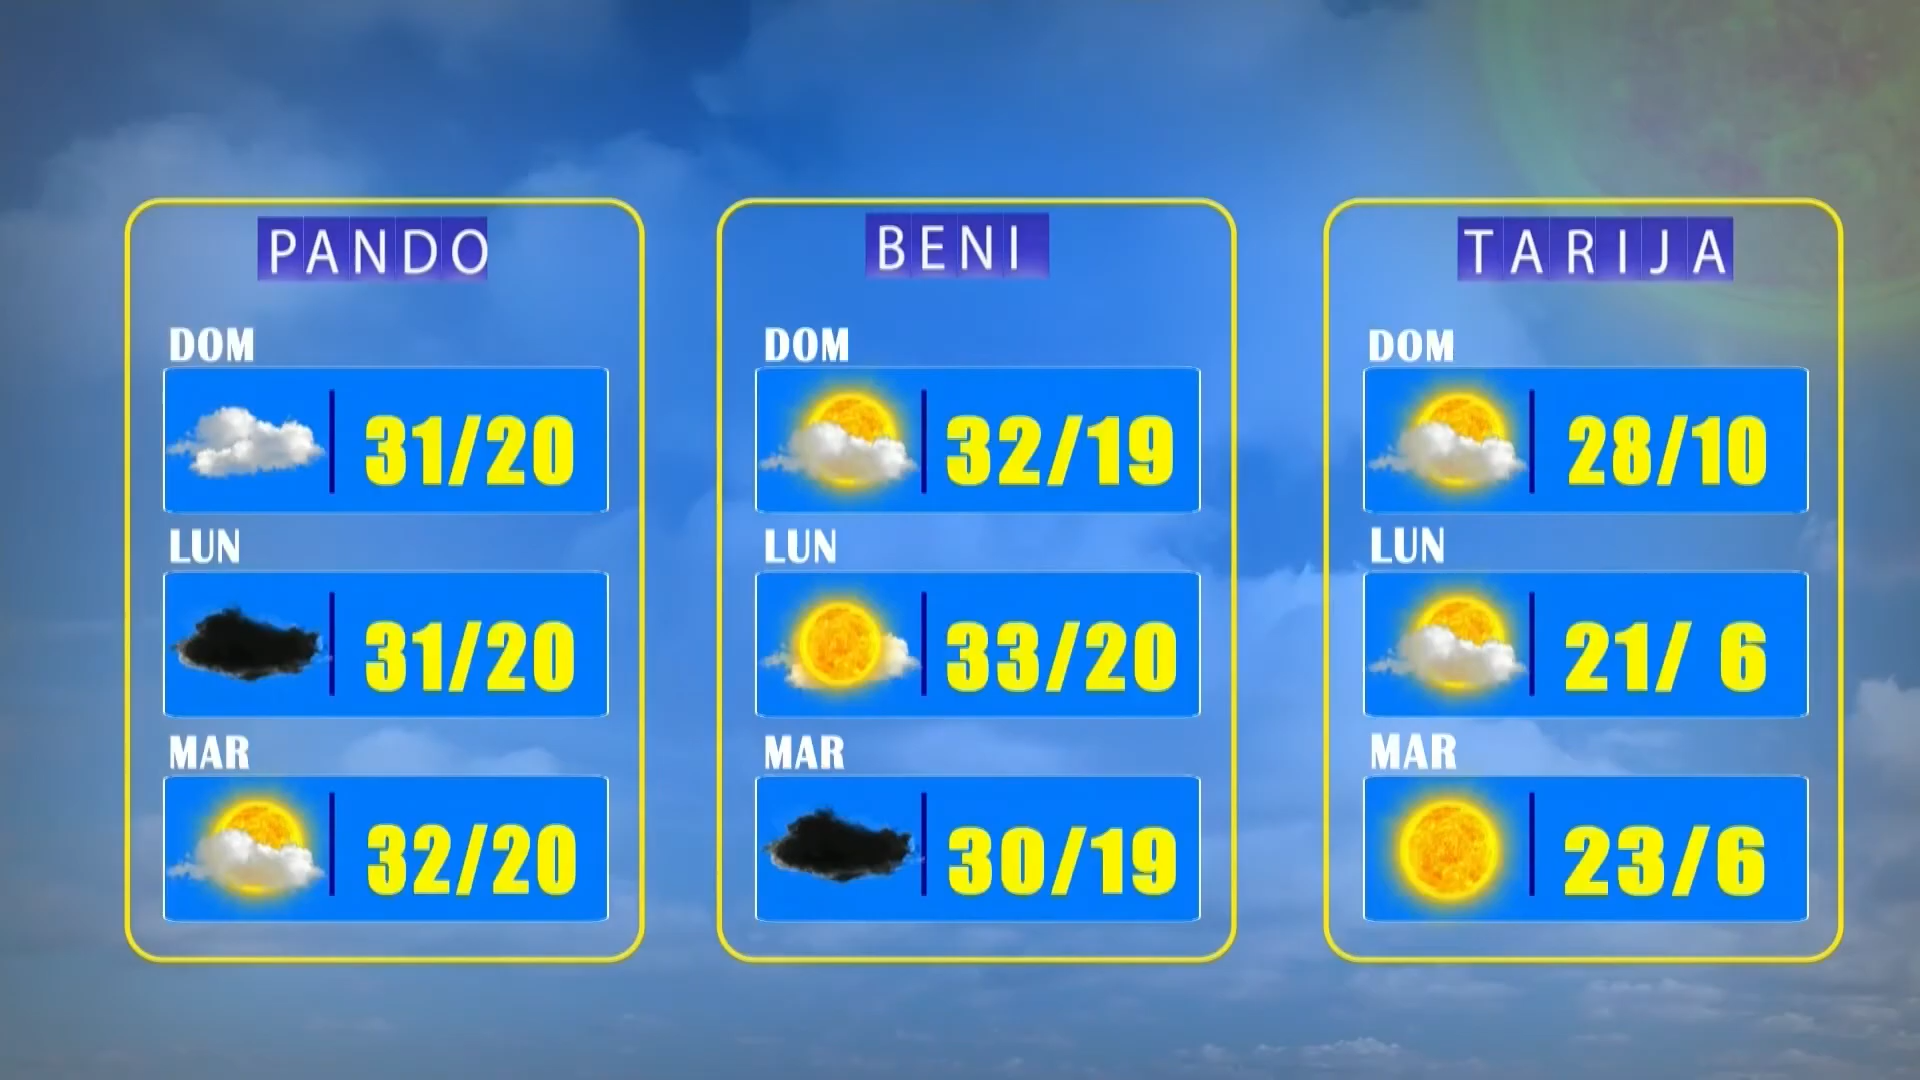 PANDO
DOM
31/20
LUN
31/20
MAR
32/20
BENI
DOM
32/19
LUN
33/20
MAR
30/19
TARIJA
DOM
28/10
LUN
21/ 6
MAR
23/6